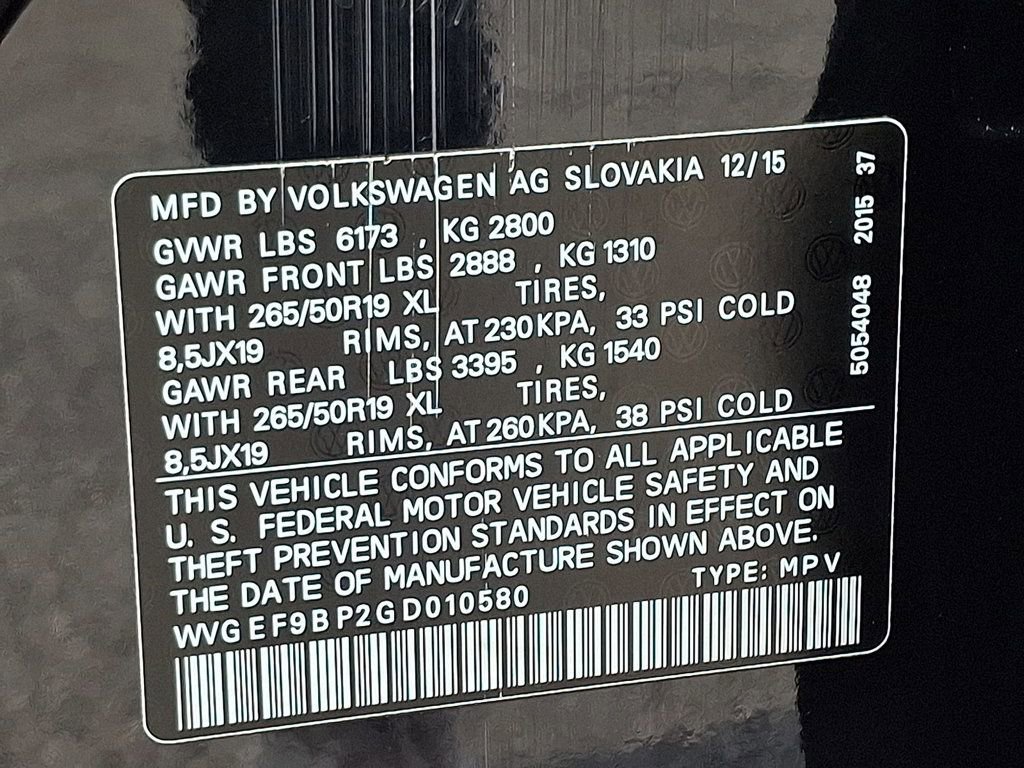 MFD BY VOLKSWAGEN AG SLOVAKIA 12/15
GVWR LBS 6173 , KG 2800
GAWR FRONT LBS 2888 , KG 1310
WITH 265/50R19 XL TIRES,
8,5JX19 RIMS, AT 230KPA, 33 PSI COLD
GAWR REAR LBS 3395 , KG 1540
WITH 265/50R19 XL TIRES,
8,5JX19 RIMS, AT 260KPA, 38 PSI COLD
THIS VEHICLE CONFORMS TO ALL APPLICABLE
U. S. FEDERAL MOTOR VEHICLE SAFETY AND
THEFT PREVENTION STANDARDS IN EFFECT ON
THE DATE OF MANUFACTURE SHOWN ABOVE.
WVGEF9BP2GD010580 TYPE: MPV
5054048 2015 37